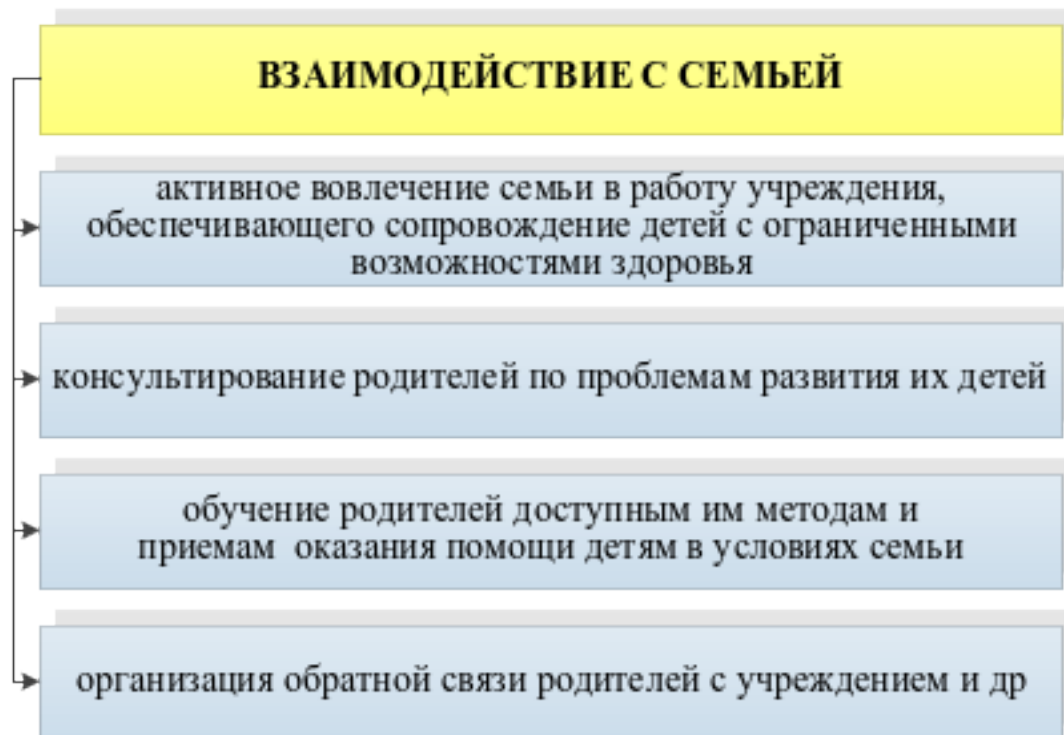 ВЗАИМОДЕЙСТВИЕ С СЕМЬЕЙ
активное вовлечение семьи в работу учреждения,
обеспечивающего сопровождение детей с ограниченными
возможностями здоровья
консультирование родителей по проблемам развития их детей
обучение родителей доступным им методам и
приемам оказания помощи детям в условиях семьи
организация обратной связи родителей с учреждением и др